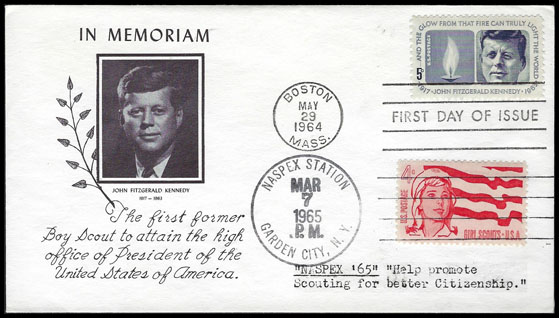 IN MEMORIAM
JOHN FITZGERALD KENNEDY
1917 - 1963
The first former
Boy Scout to attain the high
office of President of the
United States of America.
BOSTON
MAY
29
1964
MASS.
NASPEX STATION
MAR
7
1965
P.M.
GARDEN CITY, N.Y.
AND THE GLOW FROM THAT FIRE CAN TRULY LIGHT THE WORLD
U.S. POSTAGE
5¢
1917·JOHN FITZGERALD KENNEDY·1963
FIRST DAY OF ISSUE
4¢
U.S. POSTAGE
GIRL SCOUTS·U·S·A
"NASPEX '65" "Help promote
Scouting for better Citizenship."